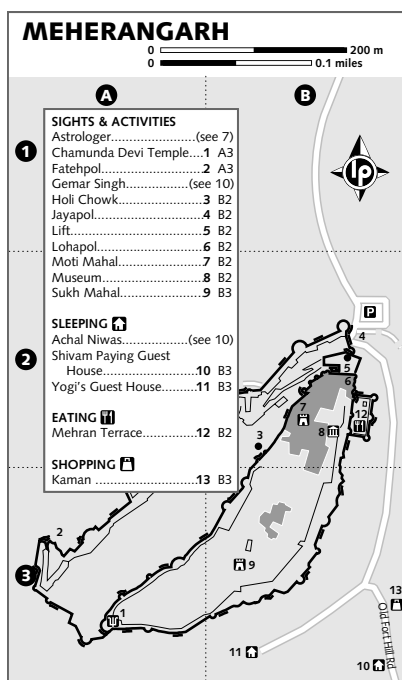 MEHERANGARH
0 200 m
0 0.1 miles
A B
1
SIGHTS & ACTIVITIES
Astrologer.....................(see 7)
Chamunda Devi Temple....1 A3
Fatehpol.........................2 A3
Gemar Singh................(see 10)
Holi Chowk.....................3 B2
Jayapol...........................4 B2
Lift.................................5 B2
Lohapol..........................6 B2
Moti Mahal.....................7 B2
Museum.........................8 B2
Sukh Mahal.....................9 B3
lp
2
SLEEPING
Achal Niwas.................(see 10)
Shivam Paying Guest
House.......................10 B3
Yogi's Guest House........11 B3
EATING
Mehran Terrace.............12 B2
SHOPPING
Kaman .........................13 B3
P
4
5
6
7
12
8
3
2
3
9
13
1
Old Fort Hill Rd
11
10